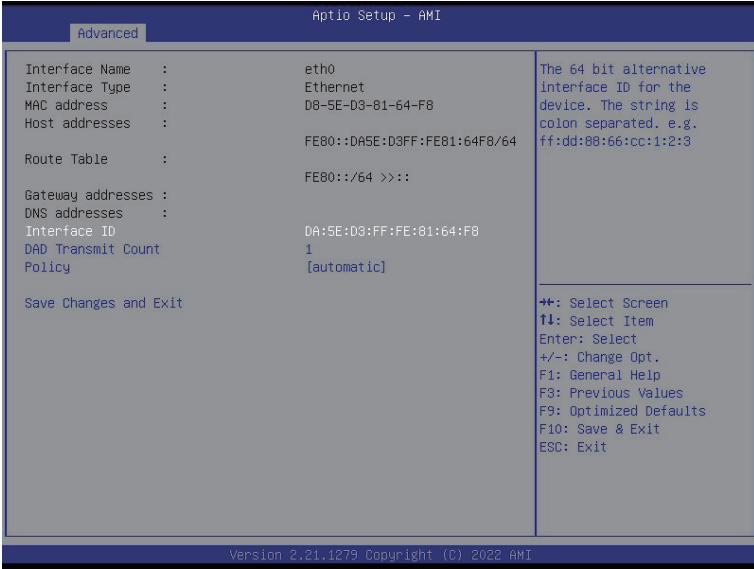 Aptio Setup – AMI
Advanced
Interface Name : eth0
Interface Type : Ethernet
MAC address : D8-5E-D3-81-64-F8
Host addresses :
FE80::DA5E:D3FF:FE81:64F8/64
Route Table :
FE80::/64 >>::
Gateway addresses :
DNS addresses :
Interface ID DA:5E:D3:FF:FE:81:64:F8
DAD Transmit Count 1
Policy [automatic]
Save Changes and Exit
The 64 bit alternative
interface ID for the
device. The string is
colon separated. e.g.
ff:dd:88:66:cc:1:2:3
→←: Select Screen
↑↓: Select Item
Enter: Select
+/-: Change Opt.
F1: General Help
F3: Previous Values
F9: Optimized Defaults
F10: Save & Exit
ESC: Exit
Version 2.21.1279 Copyright (C) 2022 AMI